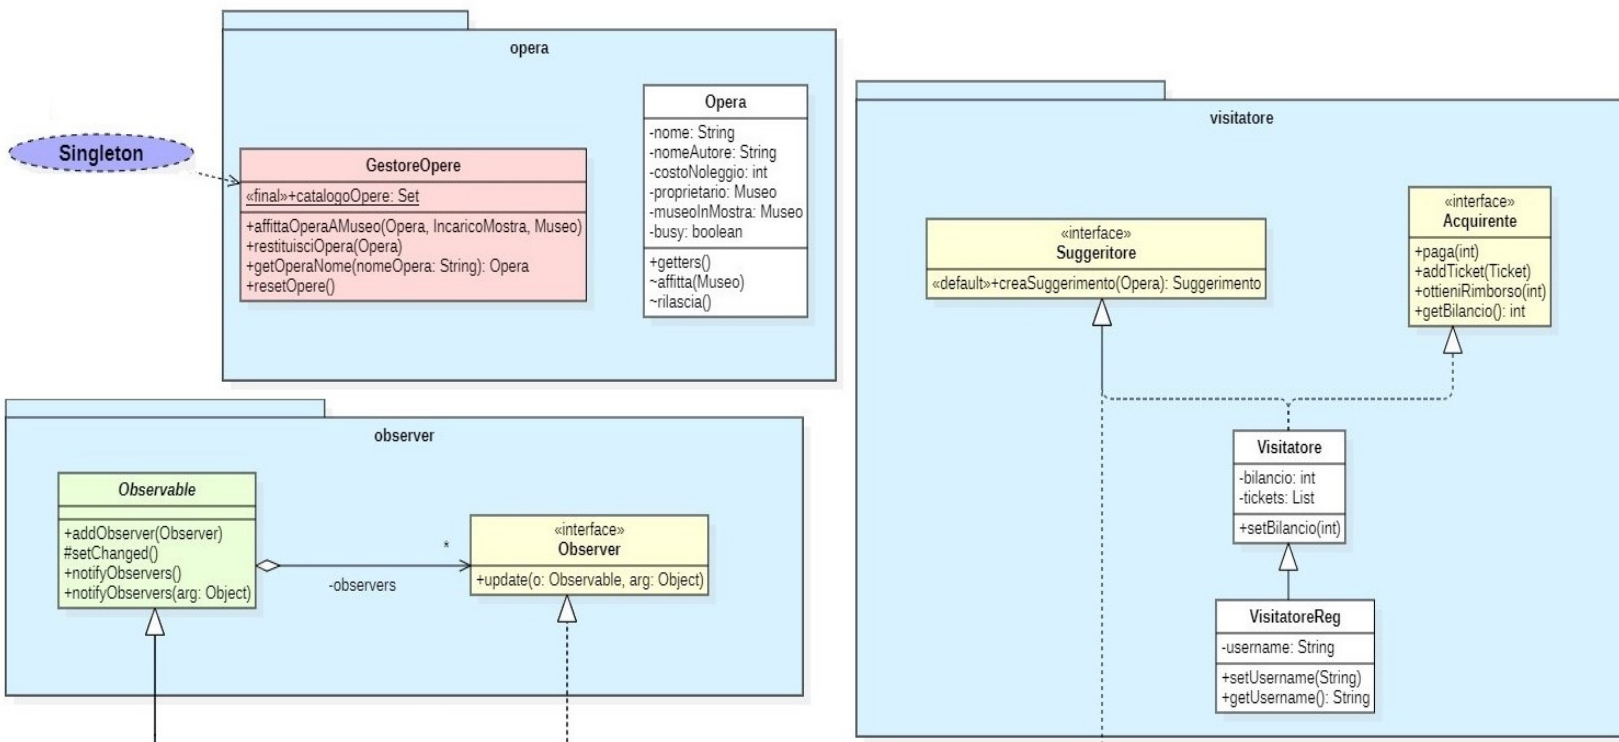 opera
Singleton
GestoreOpere
«final»+catalogoOpere: Set
+affittaOperaAMuseo(Opera, IncaricoMostra, Museo)
+restituisciOpera(Opera)
+getOperaNome(nomeOpera: String): Opera
+resetOpere()
Opera
-nome: String
-nomeAutore: String
-costoNoleggio: int
-proprietario: Museo
-museoInMostra: Museo
-busy: boolean
+getters()
~affitta(Museo)
~rilascia()
observer
Observable
+addObserver(Observer)
#setChanged()
+notifyObservers()
+notifyObservers(arg: Object)
*
-observers
«interface»
Observer
+update(o: Observable, arg: Object)
visitatore
«interface»
Suggeritore
«default»+creaSuggerimento(Opera): Suggerimento
«interface»
Acquirente
+paga(int)
+addTicket(Ticket)
+ottieniRimborso(int)
+getBilancio(): int
Visitatore
-bilancio: int
-tickets: List
+setBilancio(int)
VisitatoreReg
-username: String
+setUsername(String)
+getUsername(): String